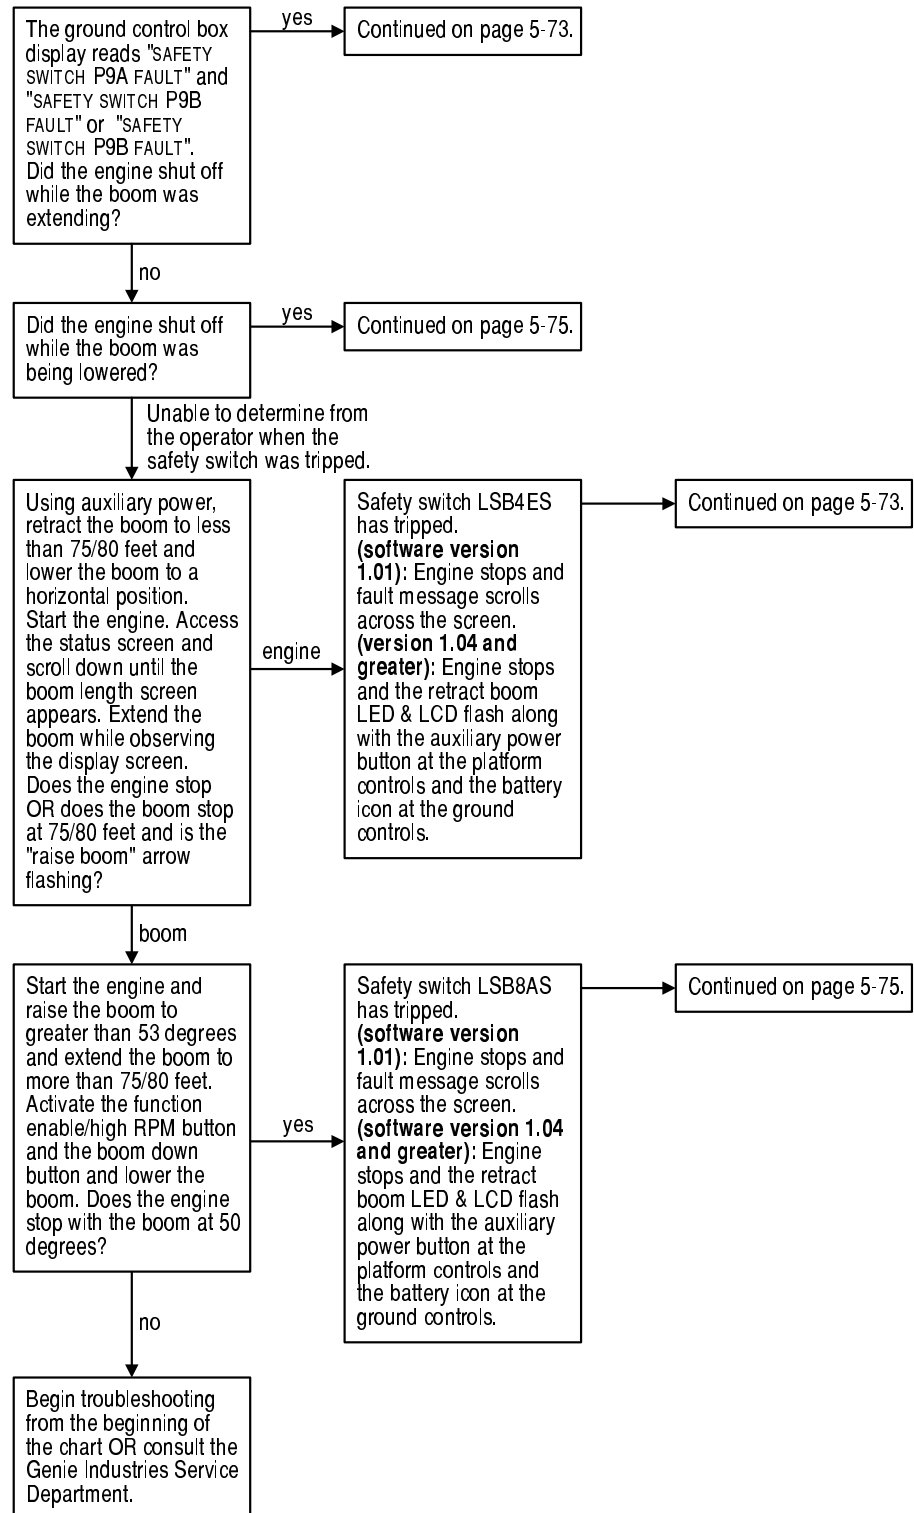 The ground control box
display reads "SAFETY
SWITCH P9A FAULT" and
"SAFETY SWITCH P9B
FAULT" or "SAFETY
SWITCH P9B FAULT".
Did the engine shut off
while the boom was
extending?
yes
Continued on page 5-73.
no
Did the engine shut off
while the boom was
being lowered?
yes
Continued on page 5-75.
Unable to determine from
the operator when the
safety switch was tripped.
Using auxiliary power,
retract the boom to less
than 75/80 feet and
lower the boom to a
horizontal position.
Start the engine. Access
the status screen and
scroll down until the
boom length screen
appears. Extend the
boom while observing
the display screen.
Does the engine stop
OR does the boom stop
at 75/80 feet and is the
"raise boom" arrow
flashing?
engine
Safety switch LSB4ES
has tripped.
(software version
1.01): Engine stops and
fault message scrolls
across the screen.
(version 1.04 and
greater): Engine stops
and the retract boom
LED & LCD flash along
with the auxiliary power
button at the platform
controls and the battery
icon at the ground
controls.
Continued on page 5-73.
boom
Start the engine and
raise the boom to
greater than 53 degrees
and extend the boom to
more than 75/80 feet.
Activate the function
enable/high RPM button
and the boom down
button and lower the
boom. Does the engine
stop with the boom at 50
degrees?
yes
Safety switch LSB8AS
has tripped.
(software version
1.01): Engine stops and
fault message scrolls
across the screen.
(software version 1.04
and greater): Engine
stops and the retract
boom LED & LCD flash
along with the auxiliary
power button at the
platform controls and
the battery icon at the
ground controls.
Continued on page 5-75.
no
Begin troubleshooting
from the beginning of
the chart OR consult the
Genie Industries Service
Department.